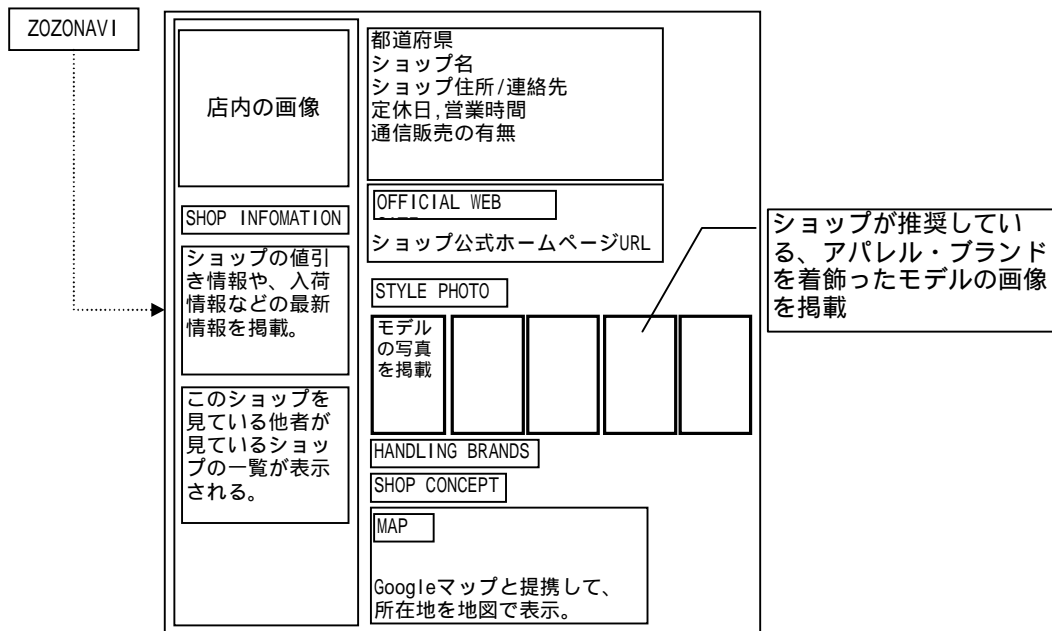 ZOZONAVI
店内の画像
SHOP INFOMATION
ショップの値引
き情報や、入荷
情報などの最新
情報を掲載。
このショップを
見ている他者が
見ているショッ
プの一覧が表示
される。
都道府県
ショップ名
ショップ住所/連絡先
定休日,営業時間
通信販売の有無
OFFICIAL WEB
ショップ公式ホームページURL
STYLE PHOTO
モデル
の写真
を掲載
HANDLING BRANDS
SHOP CONCEPT
MAP
Googleマップと提携して、
所在地を地図で表示。
ショップが推奨してい
る、アパレル・ブランド
を着飾ったモデルの画像
を掲載